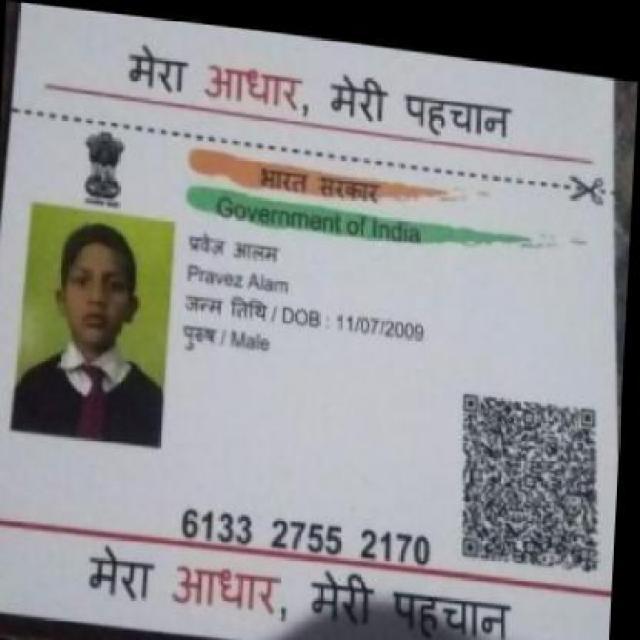 मेरा आधार, मेरी पहचान
भारत सरकार
Government of India
प्रवेज़ आलम
Pravez Alam
जन्म तिथि / DOB : 11/07/2009
पुरुष / Male
6133 2755 2170
मेरा आधार, मेरी पहचान